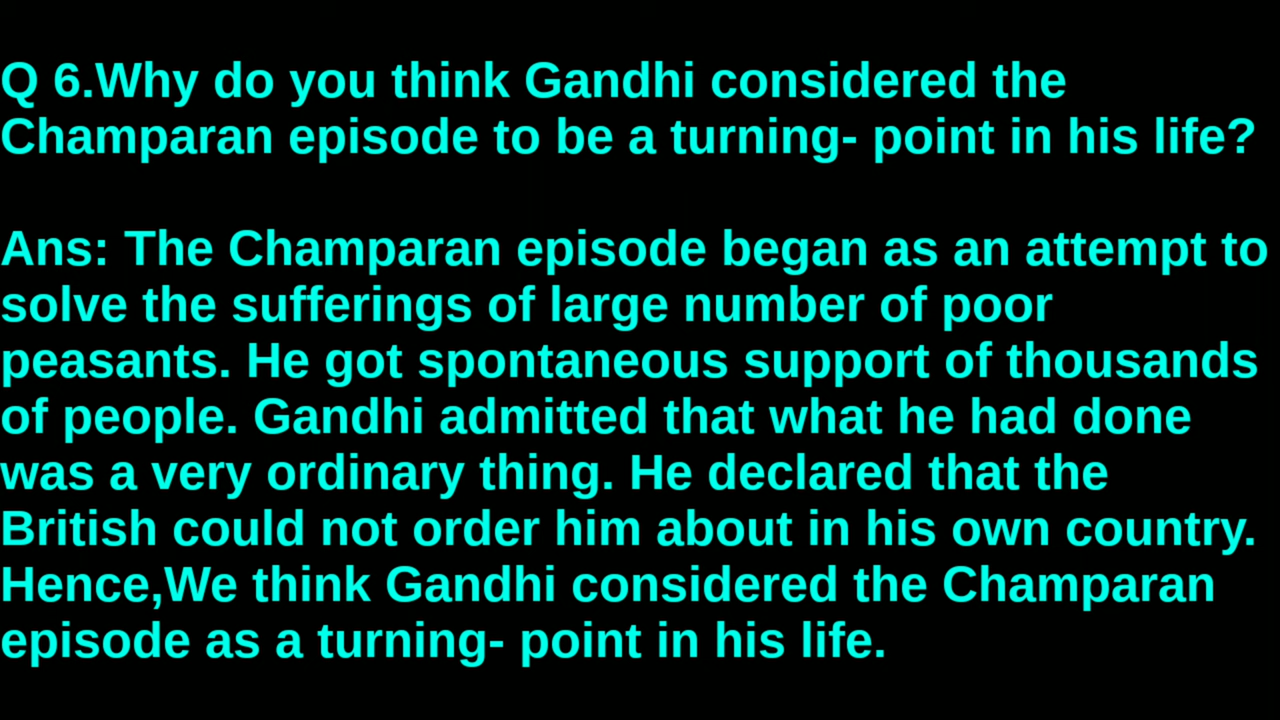 Q 6.Why do you think Gandhi considered the
Champaran episode to be a turning- point in his life?
Ans: The Champaran episode began as an attempt to
solve the sufferings of large number of poor
peasants. He got spontaneous support of thousands
of people. Gandhi admitted that what he had done
was a very ordinary thing. He declared that the
British could not order him about in his own country.
Hence,We think Gandhi considered the Champaran
episode as a turning- point in his life.